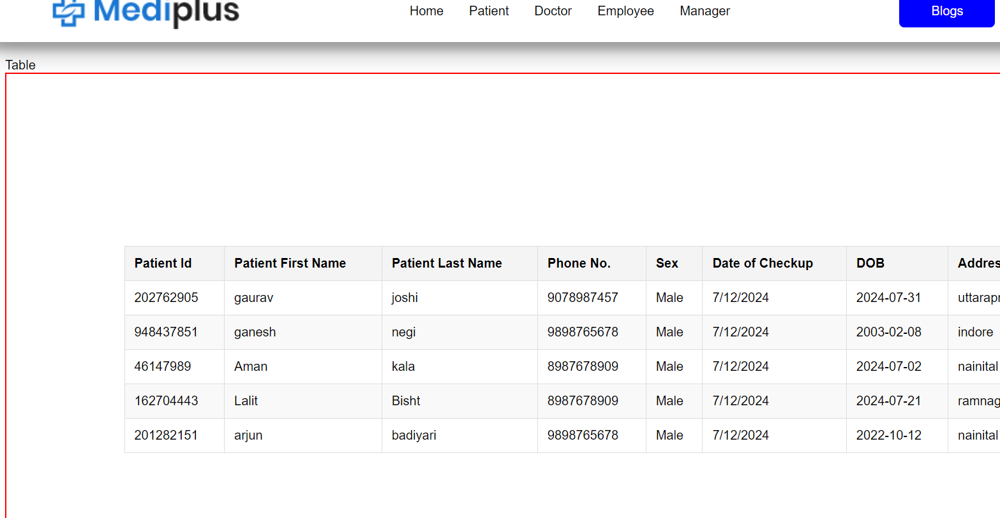 Mediplus Home Patient Doctor Employee Manager Blogs
Table
Patient Id Patient First Name Patient Last Name Phone No. Sex Date of Checkup DOB Addres
202762905 gaurav joshi 9078987457 Male 7/12/2024 2024-07-31 uttarapr
948437851 ganesh negi 9898765678 Male 7/12/2024 2003-02-08 indore
46147989 Aman kala 8987678909 Male 7/12/2024 2024-07-02 nainital
162704443 Lalit Bisht 8987678909 Male 7/12/2024 2024-07-21 ramnag
201282151 arjun badiyari 9898765678 Male 7/12/2024 2022-10-12 nainital